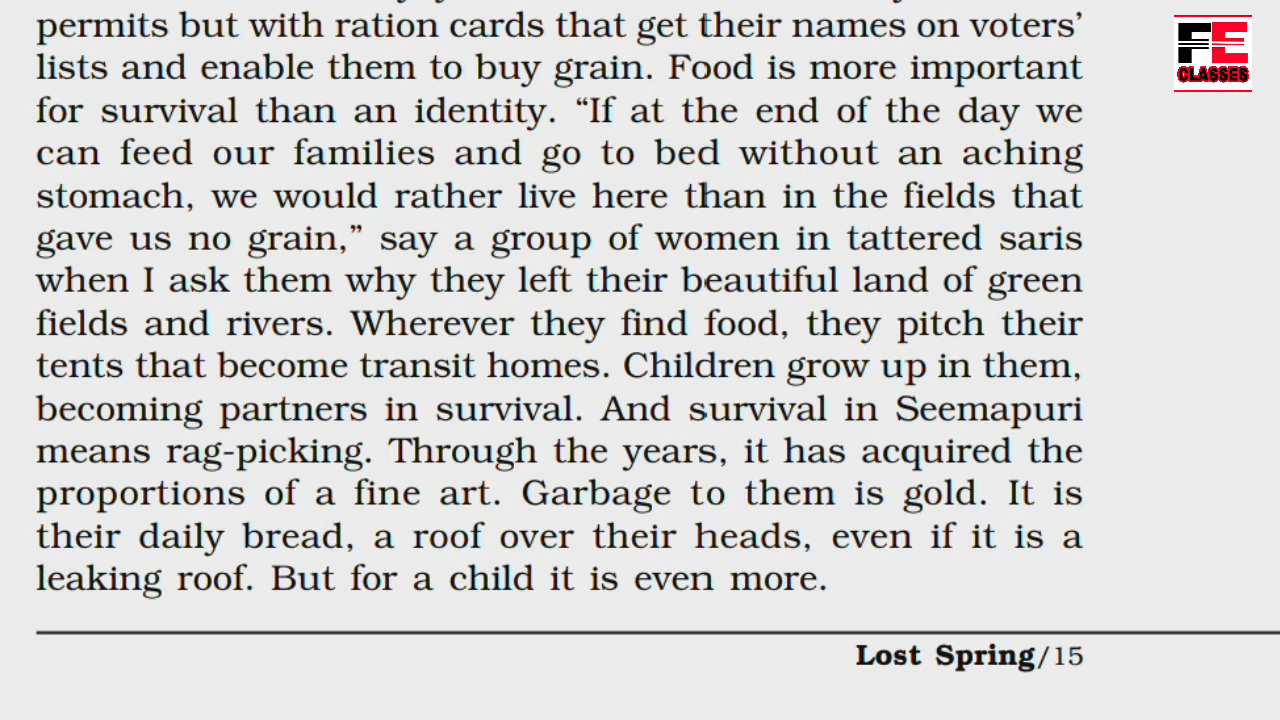 permits but with ration cards that get their names on voters’
lists and enable them to buy grain. Food is more important
for survival than an identity. “If at the end of the day we
can feed our families and go to bed without an aching
stomach, we would rather live here than in the fields that
gave us no grain,” say a group of women in tattered saris
when I ask them why they left their beautiful land of green
fields and rivers. Wherever they find food, they pitch their
tents that become transit homes. Children grow up in them,
becoming partners in survival. And survival in Seemapuri
means rag-picking. Through the years, it has acquired the
proportions of a fine art. Garbage to them is gold. It is
their daily bread, a roof over their heads, even if it is a
leaking roof. But for a child it is even more.
Lost Spring/15
FE
CLASSES